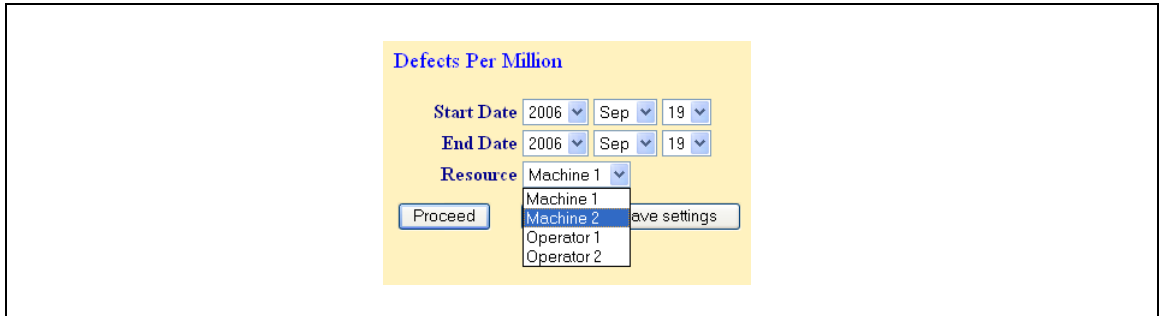 Defects Per Million
Start Date 2006 Sep 19
End Date 2006 Sep 19
Resource Machine 1
Machine 1
Proceed Machine 2 ave settings
Operator 1
Operator 2